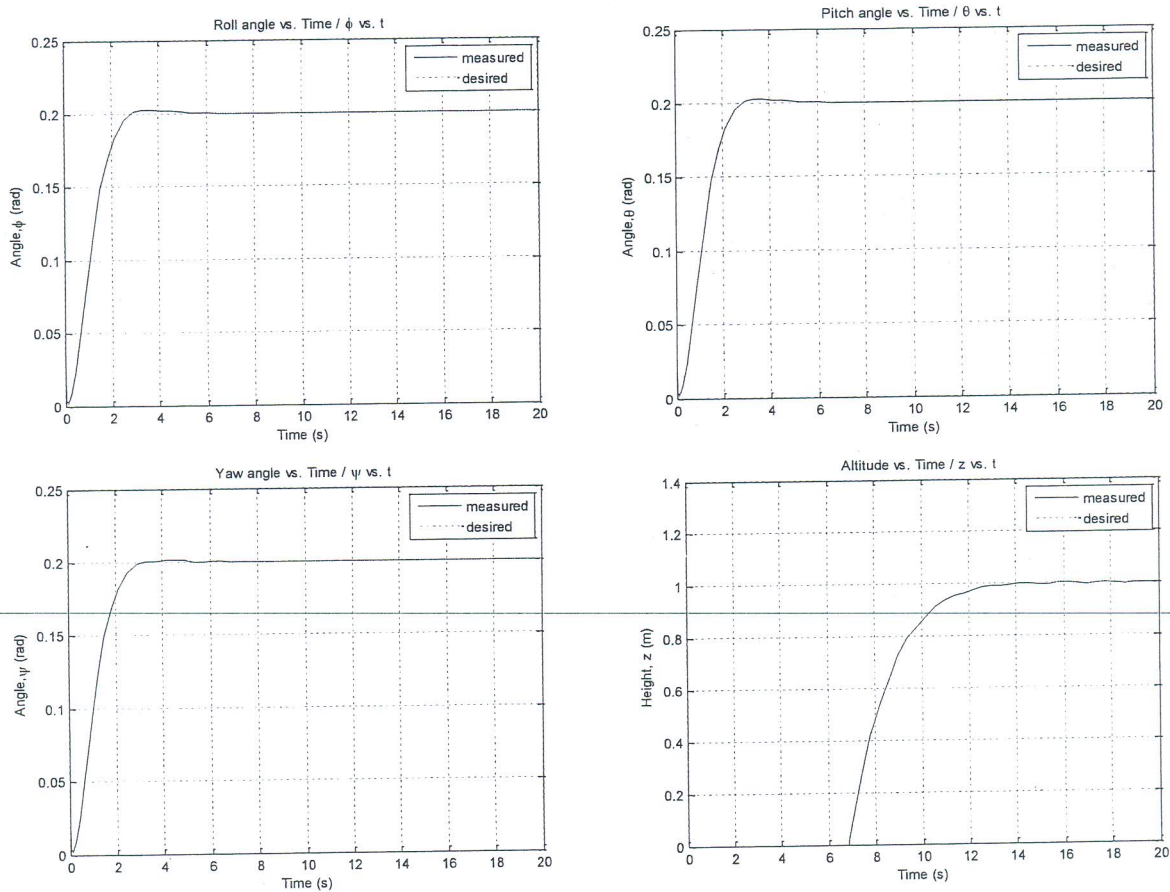 Roll angle vs. Time / ϕ vs. t
0.25
0.2
0.15
0.1
0.05
0
Angle,ϕ (rad)
measured
desired
0 2 4 6 8 10 12 14 16 18 20
Time (s)
Pitch angle vs. Time / θ vs. t
0.25
0.2
0.15
0.1
0.05
0
Angle,θ (rad)
measured
desired
0 2 4 6 8 10 12 14 16 18 20
Time (s)
Yaw angle vs. Time / ψ vs. t
0.25
0.2
0.15
0.1
0.05
0
Angle,ψ (rad)
measured
desired
0 2 4 6 8 10 12 14 16 18 20
Time (s)
Altitude vs. Time / z vs. t
1.4
1.2
1
0.8
0.6
0.4
0.2
0
Height, z (m)
measured
desired
0 2 4 6 8 10 12 14 16 18 20
Time (s)